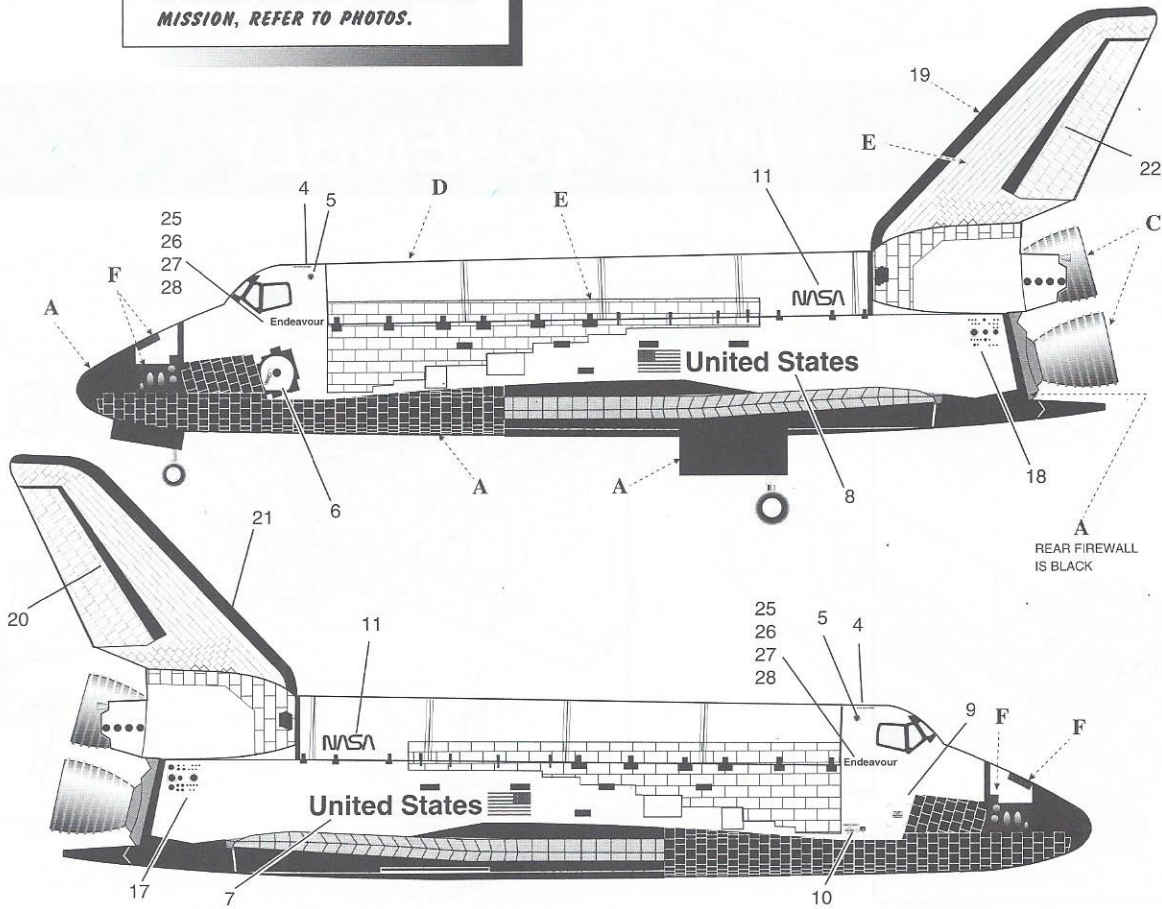 MISSION, REFER TO PHOTOS.
19
E
22
11
4
5
D
E
C
25
26
27
28
F
A
NASA
Endeavour
United States
6
A
A
8
18
A
REAR FIREWALL
IS BLACK
21
20
11
25
26
27
28
5
4
9
F
F
NASA
Endeavour
United States
17
7
10
FINAL ASSEMBLY